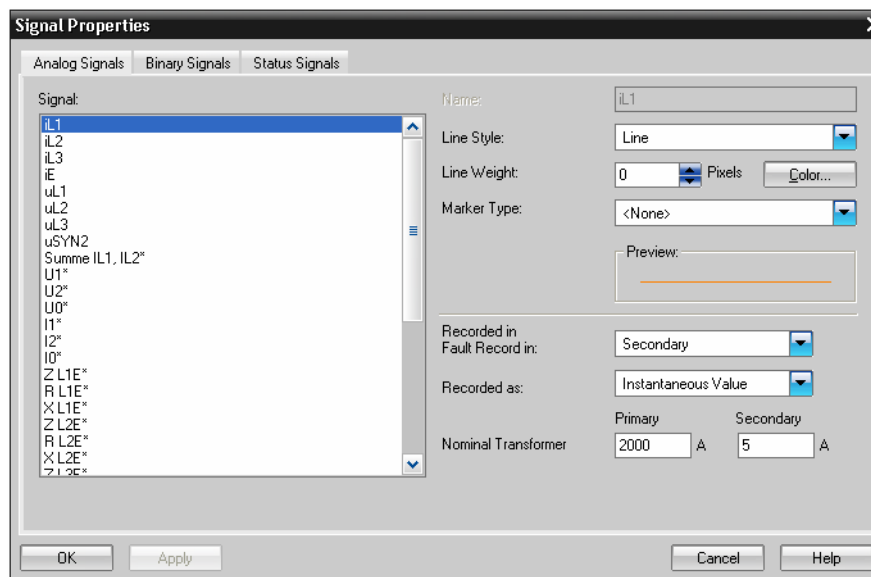 Signal Properties
Analog Signals Binary Signals Status Signals
Signal:
iL1
iL2
iL3
iE
uL1
uL2
uL3
uSYN2
Summe IL1, IL2*
U1*
U2*
U0*
I1*
I2*
I0*
Z L1E*
R L1E*
X L1E*
Z L2E*
R L2E*
X L2E*
Z L3E*
Name: iL1
Line Style: Line
Line Weight: 0 Pixels Color...
Marker Type: <None>
Preview:
Recorded in
Fault Record in: Secondary
Recorded as: Instantaneous Value
Primary Secondary
Nominal Transformer 2000 A 5 A
OK Apply Cancel Help